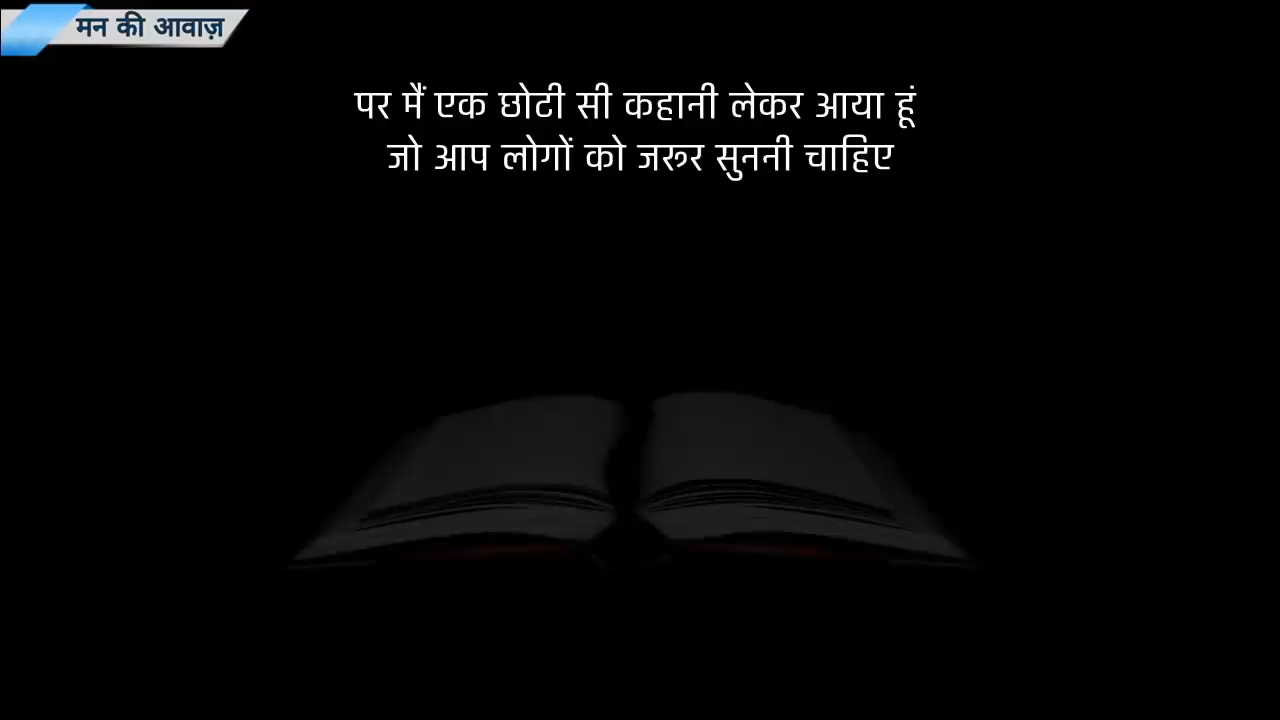 मन की आवाज़
पर मैं एक छोटी सी कहानी लेकर आया हूं
जो आप लोगों को जरूर सुननी चाहिए